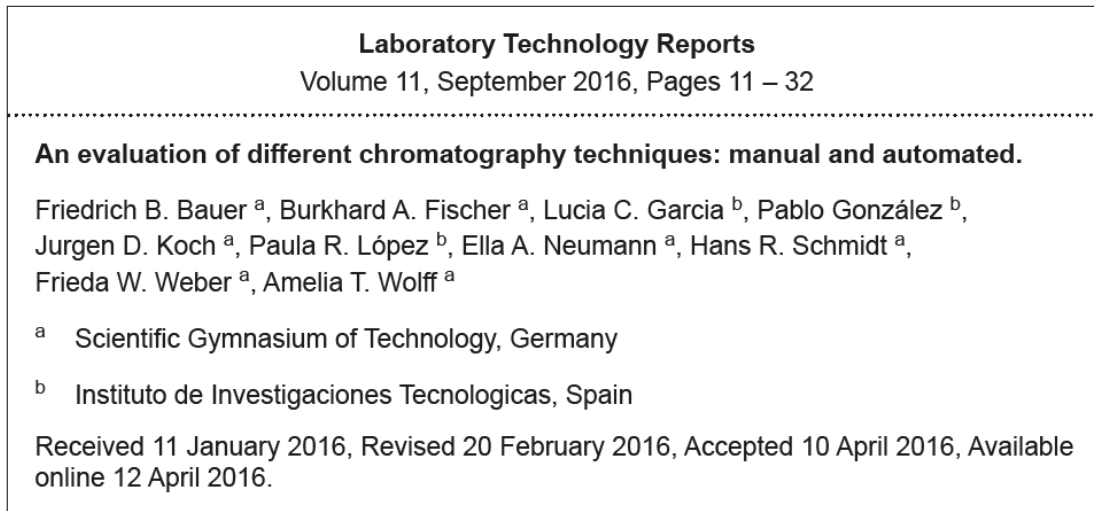 Laboratory Technology Reports
Volume 11, September 2016, Pages 11 – 32
An evaluation of different chromatography techniques: manual and automated.
Friedrich B. Bauer ª, Burkhard A. Fischer ª, Lucia C. Garcia ᵇ, Pablo González ᵇ,
Jurgen D. Koch ª, Paula R. López ᵇ, Ella A. Neumann ª, Hans R. Schmidt ª,
Frieda W. Weber ª, Amelia T. Wolff ª
ª Scientific Gymnasium of Technology, Germany
ᵇ Instituto de Investigaciones Tecnologicas, Spain
Received 11 January 2016, Revised 20 February 2016, Accepted 10 April 2016, Available
online 12 April 2016.